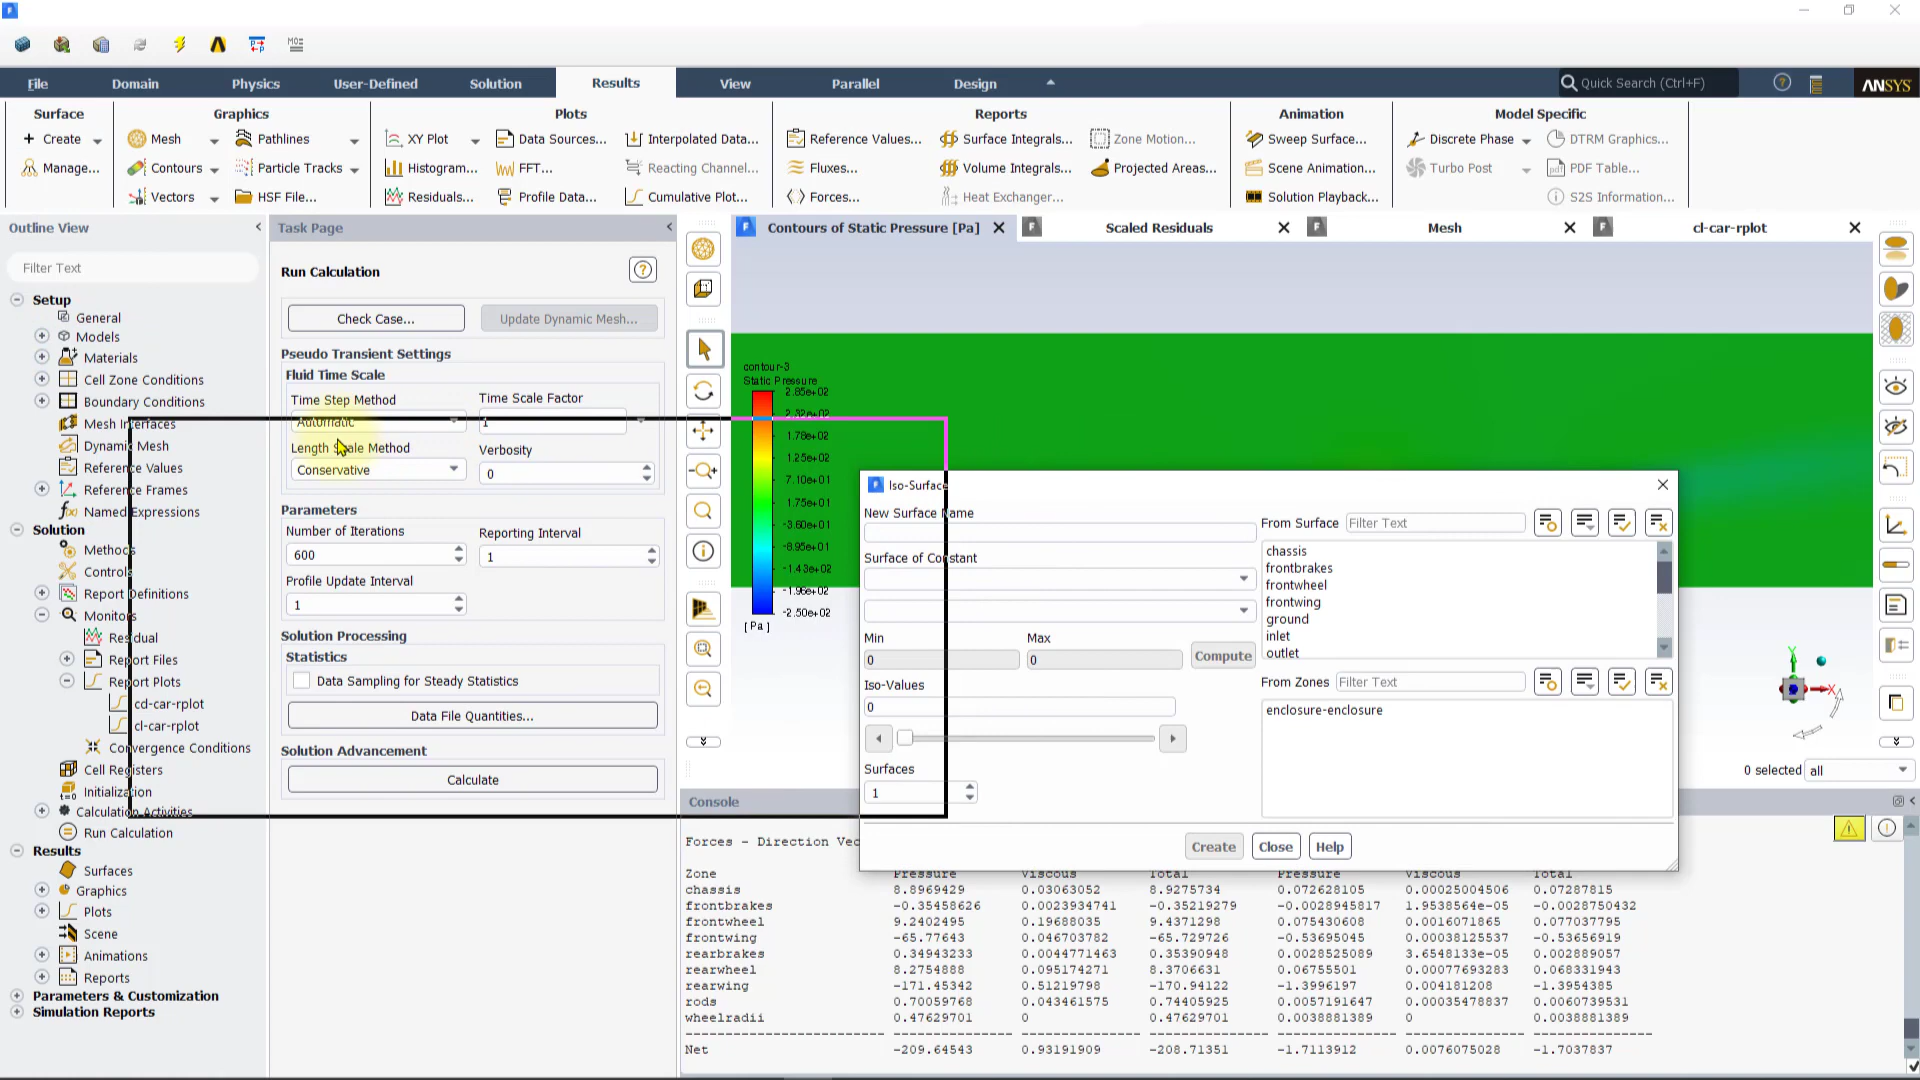 File Domain Physics User-Defined Solution Results View Parallel Design Quick Search (Ctrl+F) ANSYS
Surface Graphics Plots Reports Animation Model Specific
Create Mesh Pathlines XY Plot Data Sources... Interpolated Data... Reference Values... Surface Integrals... Zone Motion... Sweep Surface... Discrete Phase DTRM Graphics...
Manage... Contours Particle Tracks Histogram... FFT... Reacting Channel... Fluxes... Volume Integrals... Projected Areas... Scene Animation... Turbo Post PDF Table...
Vectors HSF File... Residuals... Profile Data... Cumulative Plot... Forces... Heat Exchanger... Solution Playback... S2S Information...
Outline View
Filter Text
Setup
General
Models
Materials
Cell Zone Conditions
Boundary Conditions
Mesh Interfaces
Dynamic Mesh
Reference Values
Reference Frames
Named Expressions
Solution
Methods
Controls
Report Definitions
Monitors
Residual
Report Files
Report Plots
cd-car-rplot
cl-car-rplot
Convergence Conditions
Cell Registers
Initialization
Calculation Activities
Run Calculation
Results
Surfaces
Graphics
Plots
Scene
Animations
Reports
Parameters & Customization
Simulation Reports
Task Page
Run Calculation
Check Case... Update Dynamic Mesh...
Pseudo Transient Settings
Fluid Time Scale
Time Step Method Time Scale Factor
Automatic 1
Length Scale Method Verbosity
Conservative 0
Parameters
Number of Iterations Reporting Interval
600 1
Profile Update Interval
1
Solution Processing
Statistics
Data Sampling for Steady Statistics
Data File Quantities...
Solution Advancement
Calculate
Contours of Static Pressure [Pa] Scaled Residuals Mesh cl-car-rplot
contour-3
Static Pressure
2.85e+02
2.32e+02
1.78e+02
1.25e+02
7.10e+01
1.75e+01
-3.60e+01
-8.95e+01
-1.43e+02
-1.96e+02
-2.50e+02
[Pa]
Y
X
0 selected all
Iso-Surface
New Surface Name
Surface of Constant
Min Max
0 0 Compute
Iso-Values
0
Surfaces
1
From Surface Filter Text
chassis
frontbrakes
frontwheel
frontwing
ground
inlet
outlet
From Zones Filter Text
enclosure-enclosure
Create Close Help
Console
Forces - Direction Vec
Zone Pressure Viscous Total Pressure Viscous Total
chassis 8.8969429 0.03063052 8.9275734 0.072628105 0.00025004506 0.07287815
frontbrakes -0.35458626 0.0023934741 -0.35219279 -0.0028945817 1.9538564e-05 -0.0028750432
frontwheel 9.2402495 0.19688035 9.4371298 0.075430608 0.0016071865 0.077037795
frontwing -65.77643 0.046703782 -65.729726 -0.53695045 0.00038125537 -0.53656919
rearbrakes 0.34943233 0.0044771463 0.35390948 0.0028525089 3.6548133e-05 0.002889057
rearwheel 8.2754888 0.095174271 8.3706631 0.06755501 0.00077693283 0.068331943
rearwing -171.45342 0.51219798 -170.94122 -1.3996197 0.004181208 -1.3954385
rods 0.70059768 0.043461575 0.74405925 0.0057191647 0.00035478837 0.0060739531
wheelradii 0.47629701 0 0.47629701 0.0038881389 0 0.0038881389
Net -209.64543 0.93191909 -208.71351 -1.7113912 0.0076075028 -1.7037837